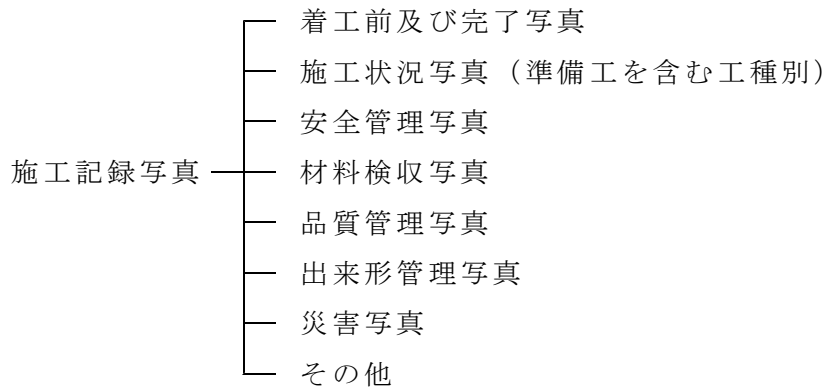 着工前及び完了写真
施工状況写真（準備工を含む工種別）
安全管理写真
施工記録写真
材料検収写真
品質管理写真
出来形管理写真
災害写真
その他